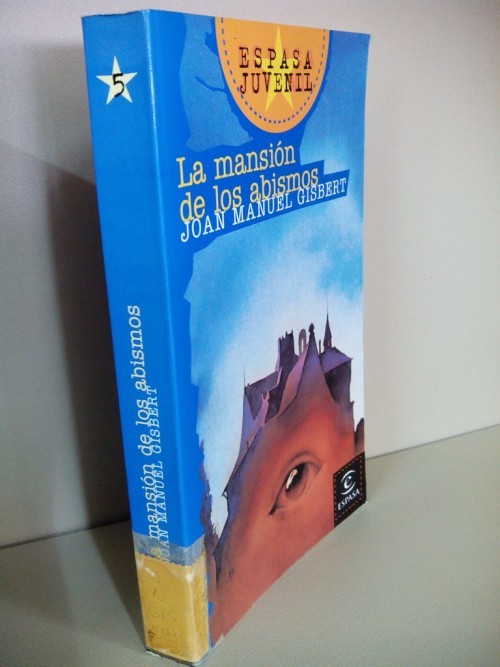 ESPASA
JUVENIL
La mansión
de los abismos
JOAN MANUEL GISBERT
ESPASA
5
mansión de los abismos
JOAN MANUEL GISBERT
GIS